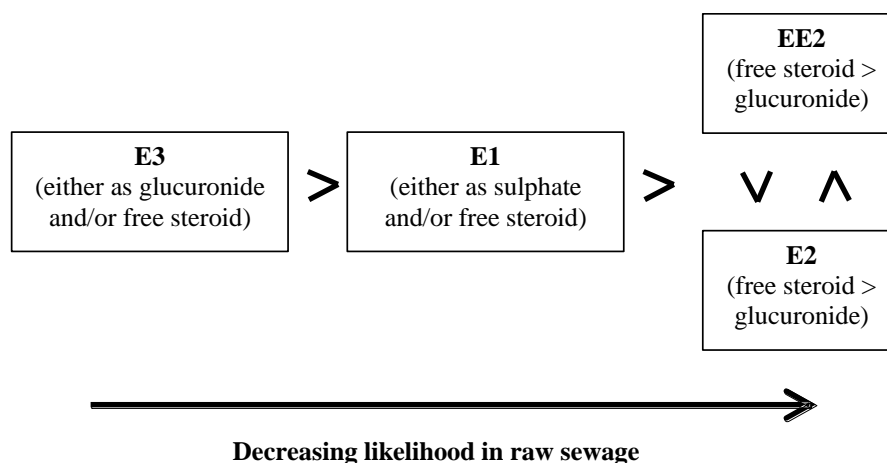 EE2
(free steroid >
glucuronide)
E3
(either as glucuronide
and/or free steroid)
>
E1
(either as sulphate
and/or free steroid)
>
∨ ∧
E2
(free steroid >
glucuronide)
Decreasing likelihood in raw sewage